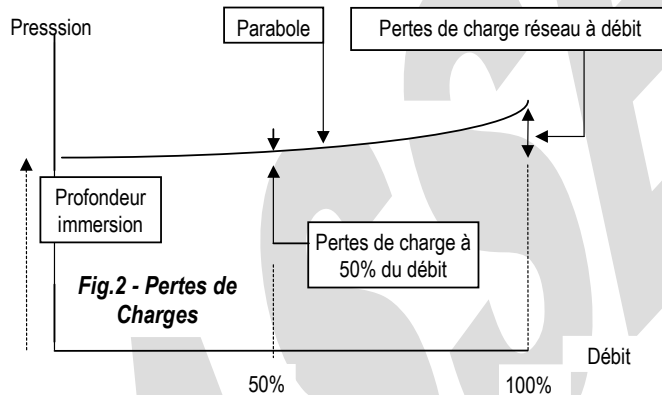 Presssion
Parabole
Pertes de charge réseau à débit
Profondeur
immersion
Pertes de charge à
50% du débit
Fig.2 - Pertes de
Charges
Débit
50%
100%